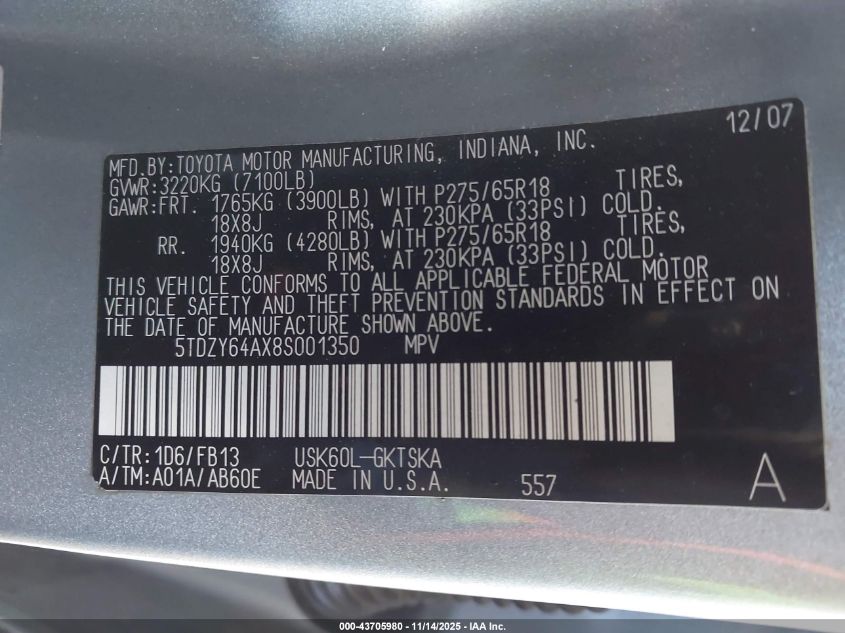 12/07
MFD.BY:TOYOTA MOTOR MANUFACTURING, INDIANA, INC.
GVWR:3220KG (7100LB)
GAWR:FRT. 1765KG (3900LB) WITH P275/65R18 TIRES,
18X8J RIMS, AT 230KPA (33PSI) COLD.
RR. 1940KG (4280LB) WITH P275/65R18 TIRES,
18X8J RIMS, AT 230KPA (33PSI) COLD.
THIS VEHICLE CONFORMS TO ALL APPLICABLE FEDERAL MOTOR
VEHICLE SAFETY AND THEFT PREVENTION STANDARDS IN EFFECT ON
THE DATE OF MANUFACTURE SHOWN ABOVE.
5TDZY64AX8S001350 MPV
C/TR:1D6/FB13 USK60L-GKTSKA
A/TM:A01A/AB60E MADE IN U.S.A. 557 A
000-43705980 - 11/14/2025 - IAA Inc.